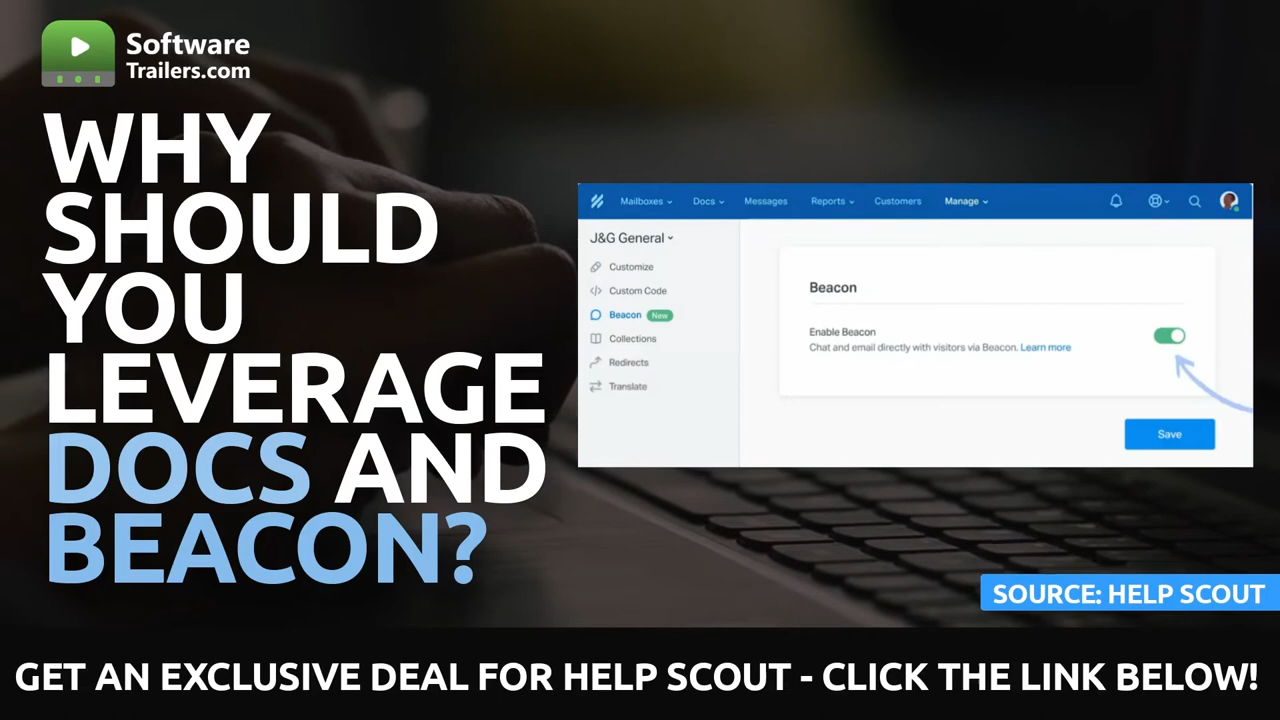 Software
Trailers.com
WHY
SHOULD
YOU
LEVERAGE
DOCS AND
BEACON?
Mailboxes Docs Messages Reports Customers Manage
J&G General
Customize
Custom Code
Beacon New
Collections
Redirects
Translate
Beacon
Enable Beacon
Chat and email directly with visitors via Beacon. Learn more
Save
SOURCE: HELP SCOUT
GET AN EXCLUSIVE DEAL FOR HELP SCOUT - CLICK THE LINK BELOW!